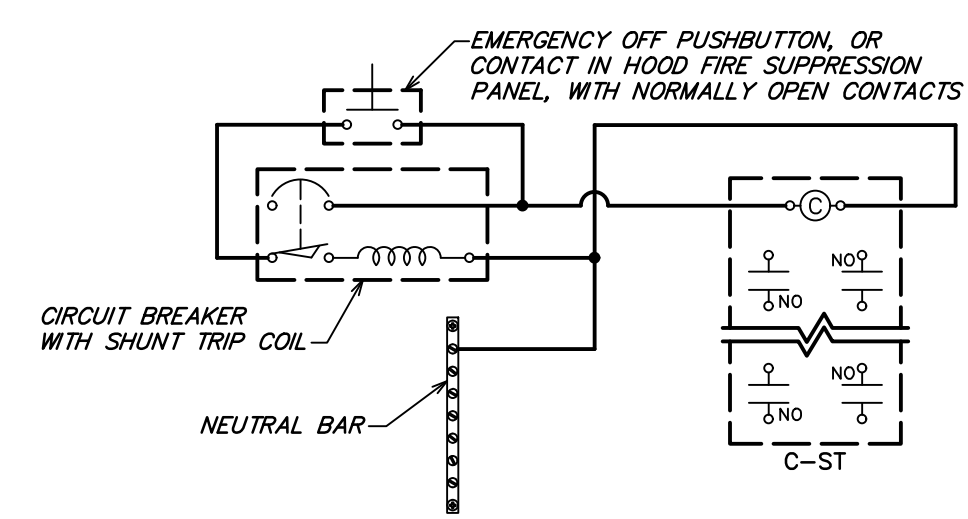 EMERGENCY OFF PUSHBUTTON, OR
CONTACT IN HOOD FIRE SUPPRESSION
PANEL, WITH NORMALLY OPEN CONTACTS
C
NO
NO
CIRCUIT BREAKER
WITH SHUNT TRIP COIL
NO
NO
NEUTRAL BAR
C-ST